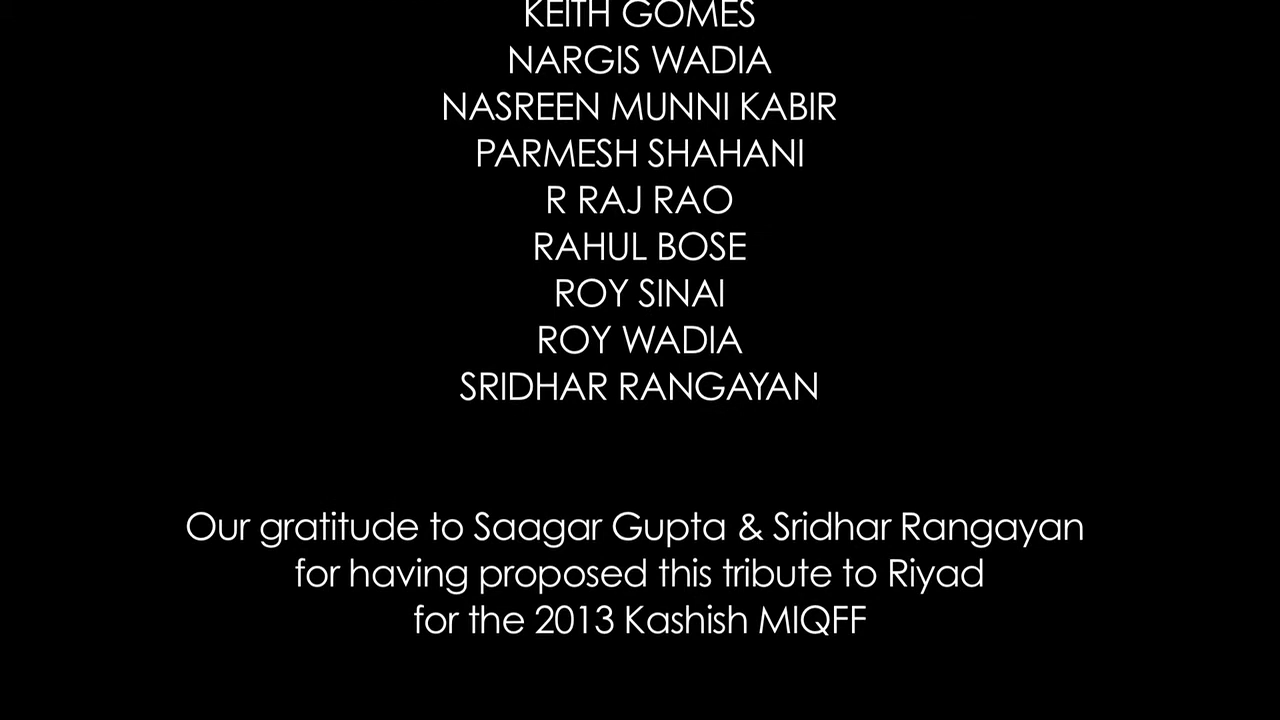 KEITH GOMES
NARGIS WADIA
NASREEN MUNNI KABIR
PARMESH SHAHANI
R RAJ RAO
RAHUL BOSE
ROY SINAI
ROY WADIA
SRIDHAR RANGAYAN
Our gratitude to Saagar Gupta & Sridhar Rangayan
for having proposed this tribute to Riyad
for the 2013 Kashish MIQFF